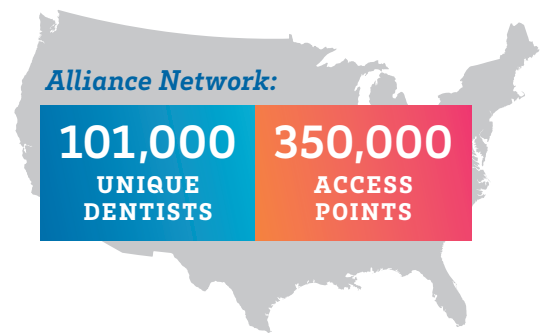 Alliance Network:
101,000
UNIQUE
DENTISTS
350,000
ACCESS
POINTS